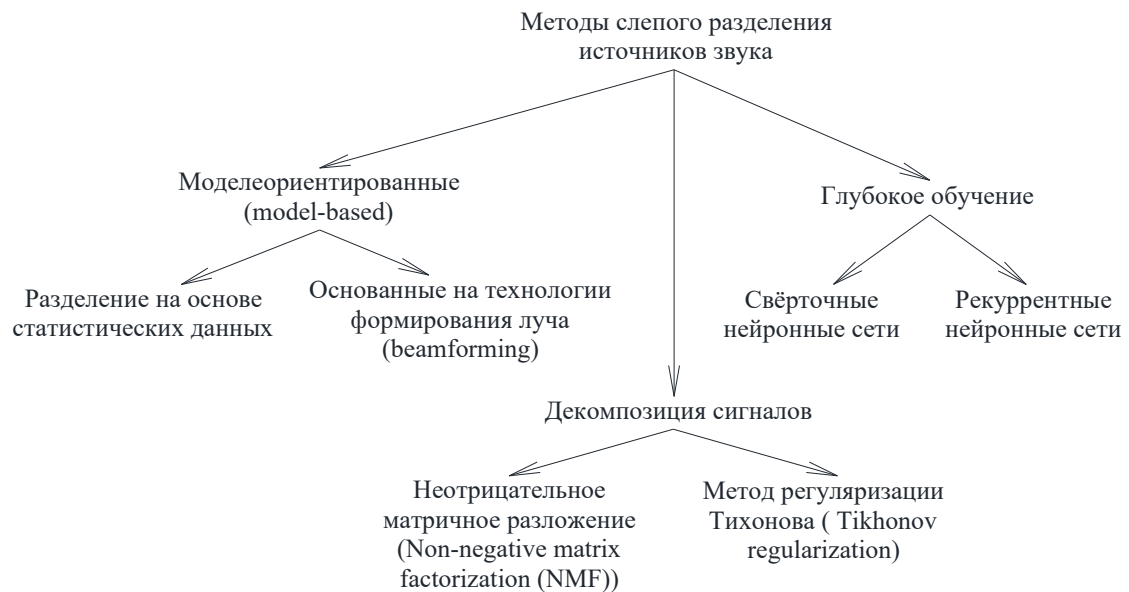 Методы слепого разделения
источников звука
Моделеориентированные
(model-based)
Глубокое обучение
Разделение на основе
статистических данных
Основанные на технологии
формирования луча
(beamforming)
Свёрточные
нейронные сети
Рекуррентные
нейронные сети
Декомпозиция сигналов
Неотрицательное
матричное разложение
(Non-negative matrix
factorization (NMF))
Метод регуляризации
Тихонова ( Tikhonov
regularization)